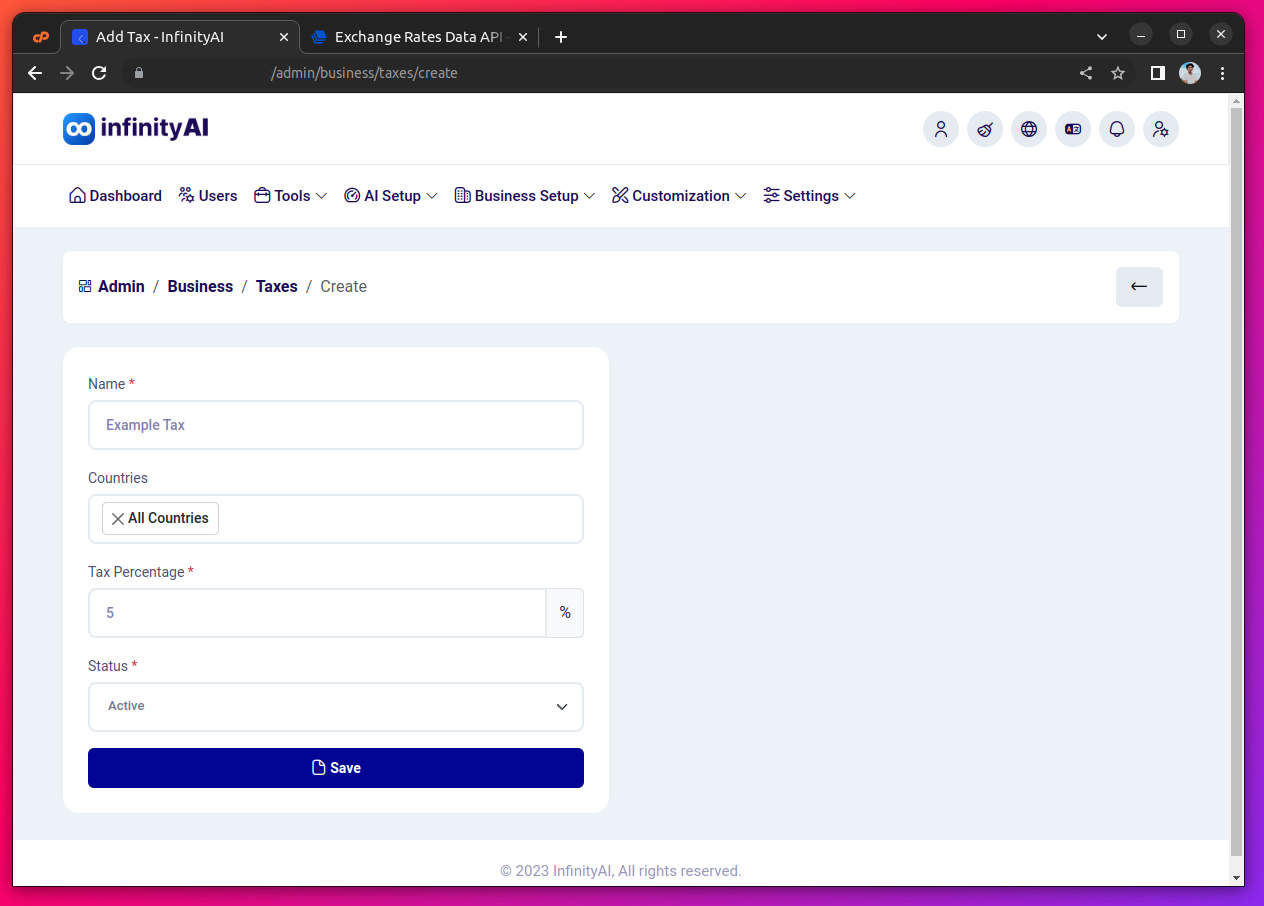 Add Tax - InfinityAI
Exchange Rates Data API
/admin/business/taxes/create
infinityAI
Dashboard Users Tools AI Setup Business Setup Customization Settings
Admin / Business / Taxes / Create
Name *
Example Tax
Countries
All Countries
Tax Percentage *
5 %
Status *
Active
Save
© 2023 InfinityAI, All rights reserved.